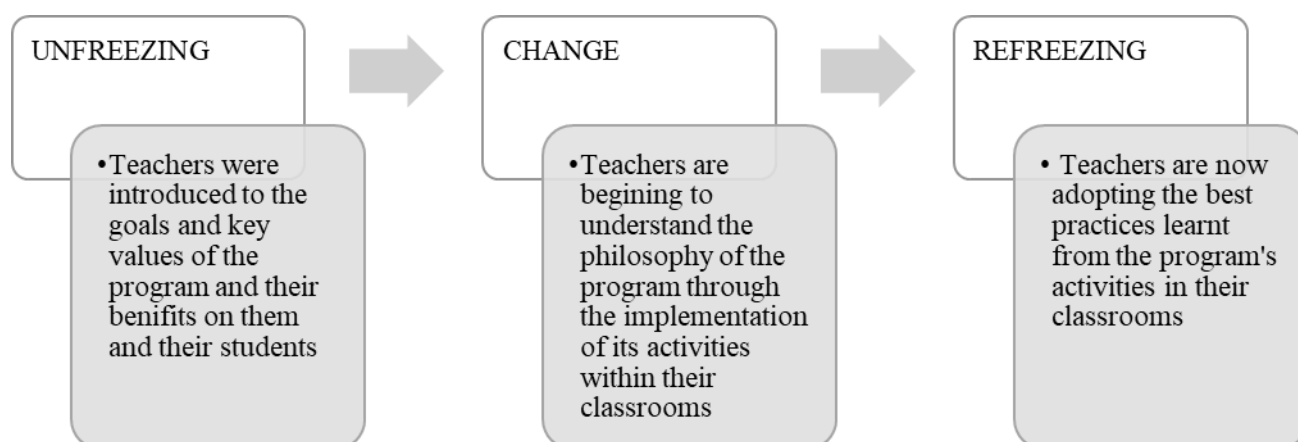 UNFREEZING
•Teachers were
introduced to the
goals and key
values of the
program and their
benifits on them
and their students
CHANGE
•Teachers are
begining to
understand the
philosophy of the
program through
the implementation
of its activities
within their
classrooms
REFREEZING
• Teachers are now
adopting the best
practices learnt
from the program's
activities in their
classrooms